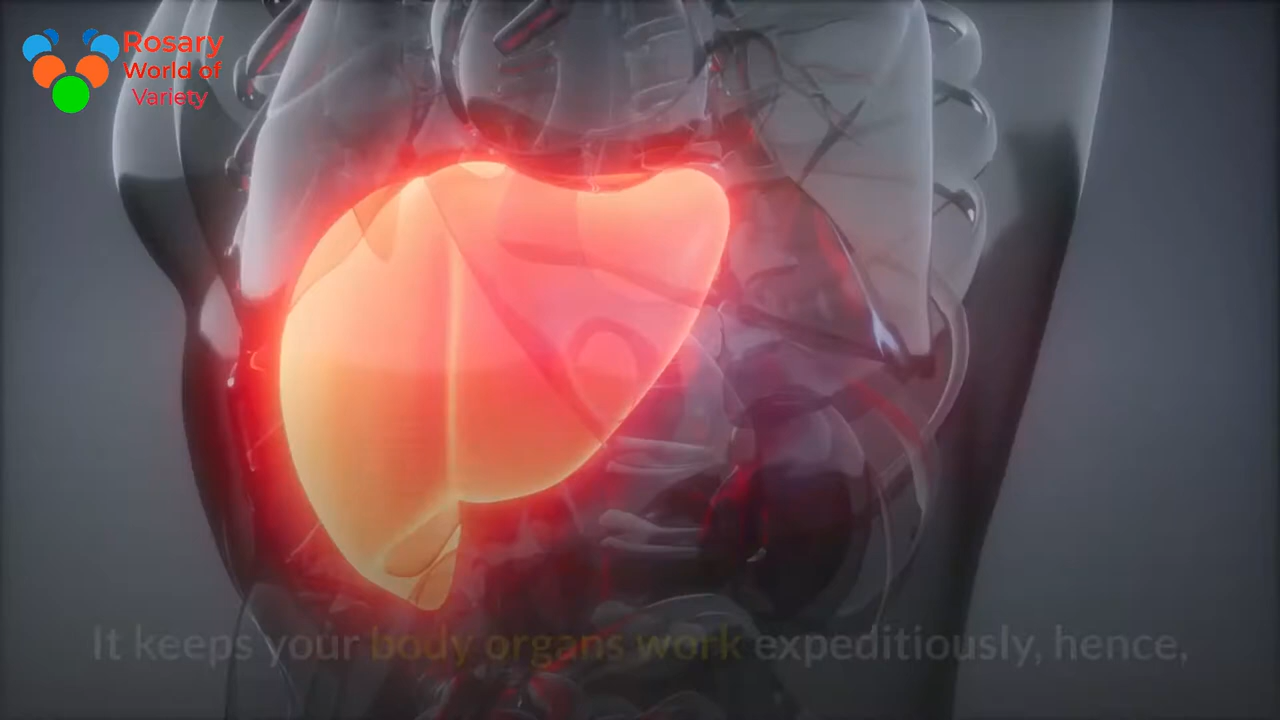 Rosary
World of
Variety
It keeps your body organs work expeditiously, hence,